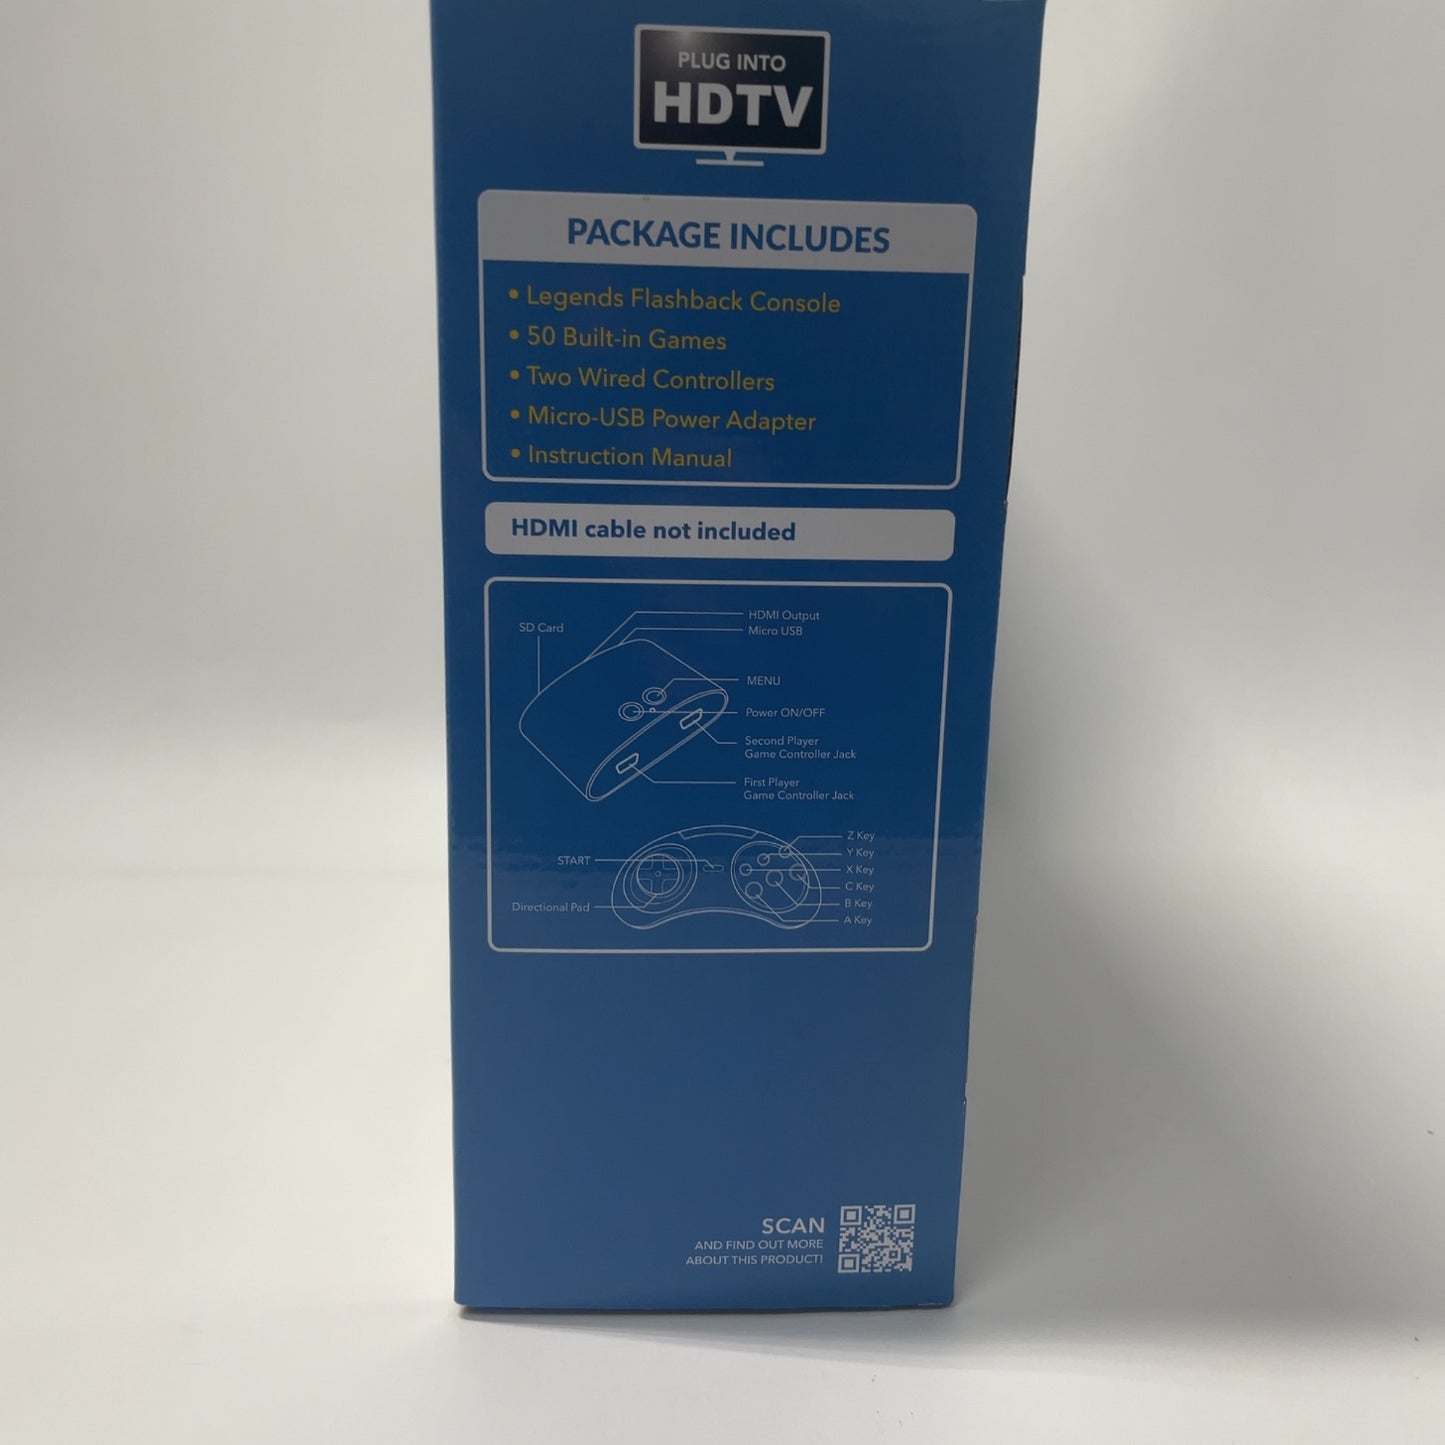 PLUG INTO
HDTV
PACKAGE INCLUDES
• Legends Flashback Console
• 50 Built-in Games
• Two Wired Controllers
• Micro-USB Power Adapter
• Instruction Manual
HDMI cable not included
SD Card
HDMI Output
Micro USB
MENU
Power ON/OFF
Second Player
Game Controller Jack
First Player
Game Controller Jack
START
Directional Pad
Z Key
Y Key
X Key
C Key
B Key
A Key
SCAN
AND FIND OUT MORE
ABOUT THIS PRODUCT!